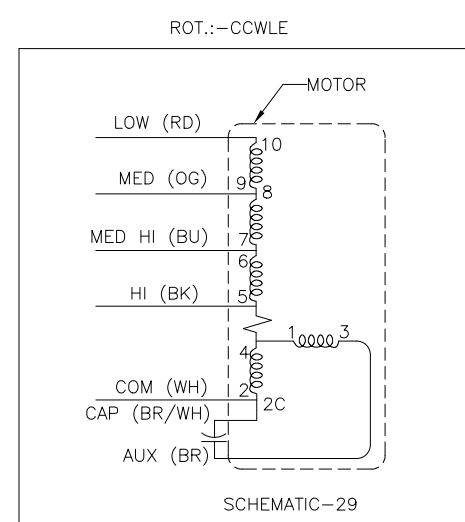 ROT.:-CCWLE
MOTOR
LOW (RD)
10
MED (OG)
9
8
MED HI (BU)
7
6
HI (BK)
5
1
3
4
COM (WH)
2
2C
CAP (BR/WH)
AUX (BR)
SCHEMATIC-29